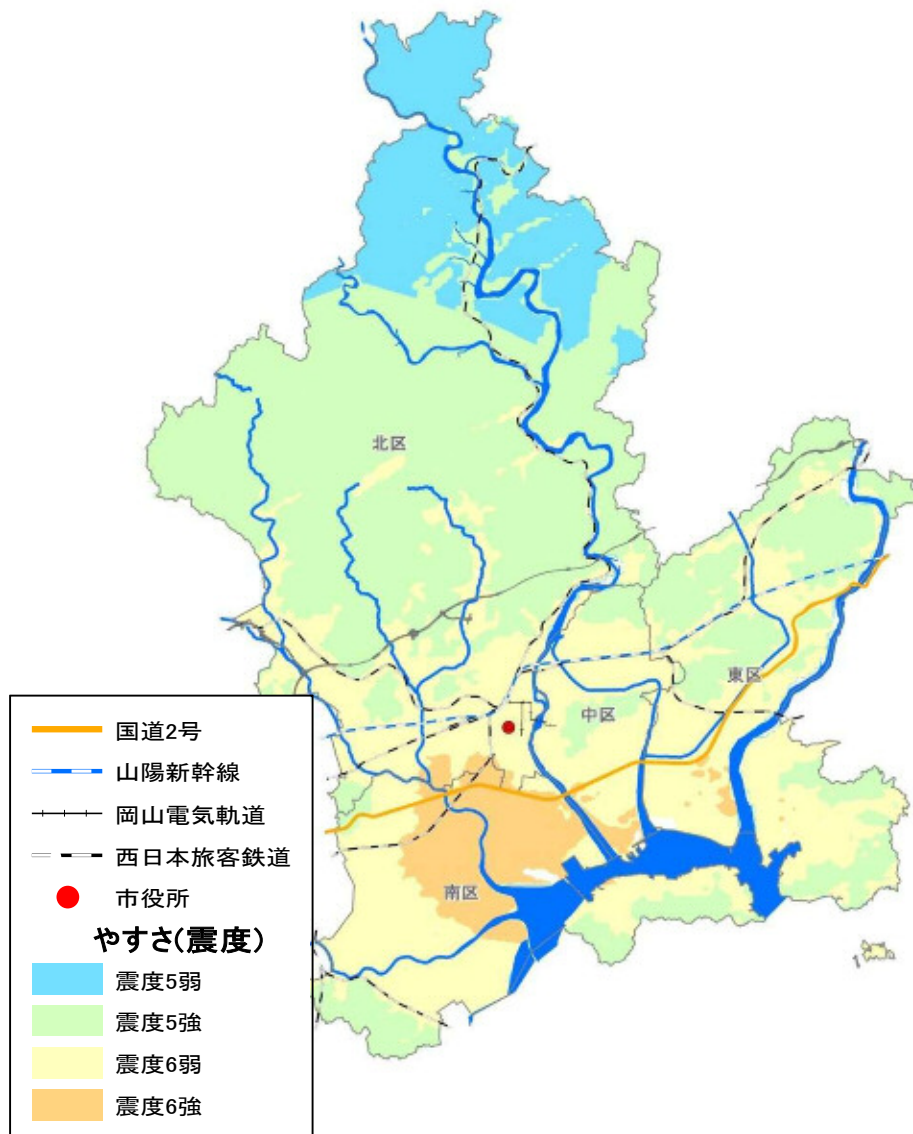 北区
東区
中区
南区
国道2号
山陽新幹線
岡山電気軌道
西日本旅客鉄道
市役所
やすさ(震度)
震度5弱
震度5強
震度6弱
震度6強